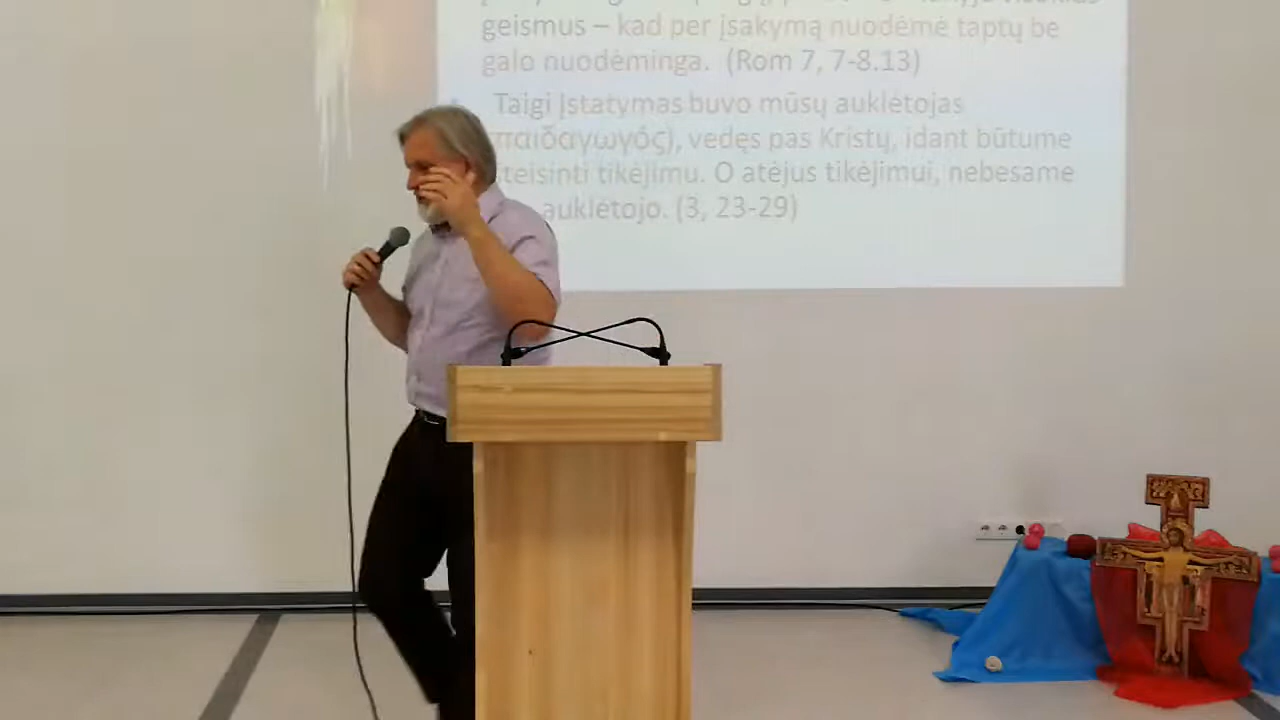 geismus – kad per įsakymą nuodėmė taptų be
galo nuodėminga. (Rom 7, 7-8.13)
Taigi Įstatymas buvo mūsų auklėtojas
παιδαγωγός), vedęs pas Kristų, idant būtume
teisinti tikėjimu. O atėjus tikėjimui, nebesame
auklėtojo. (3, 23-29)